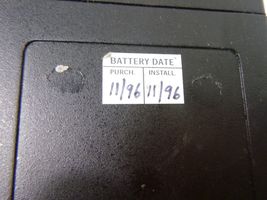 BATTERY DATE
PURCH. INSTALL.
11/96 11/96